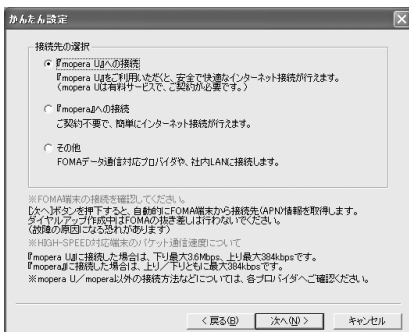 かんたん設定
接続先の選択
『mopera U』への接続
『mopera U』をご利用いただくと、安全で快適なインターネット接続が行えます。
(mopera Uは有料サービスで、ご契約が必要です。)
『mopera』への接続
ご契約不要で、簡単にインターネット接続が行えます。
その他
FOMAデータ通信対応プロバイダや、社内LANに接続します。
※FOMA端末の接続を確認してください。
[次へ]ボタンを押下すると、自動的にFOMA端末から接続先(APN)情報を取得します。
ダイヤルアップ作成中はFOMAの抜き差しは行わないでください。
(故障の原因になる恐れがあります)
※HIGH-SPEED対応端末のパケット通信速度について
『mopera U』に接続した場合は、下り最大3.6Mbps、上り最大384kbpsです。
『mopera』に接続した場合は、上り/下りともに最大384kbpsです。
※mopera U/mopera以外の接続方法などについては、各プロバイダへご確認ください。
< 戻る(B)
次へ(N) >
キャンセル